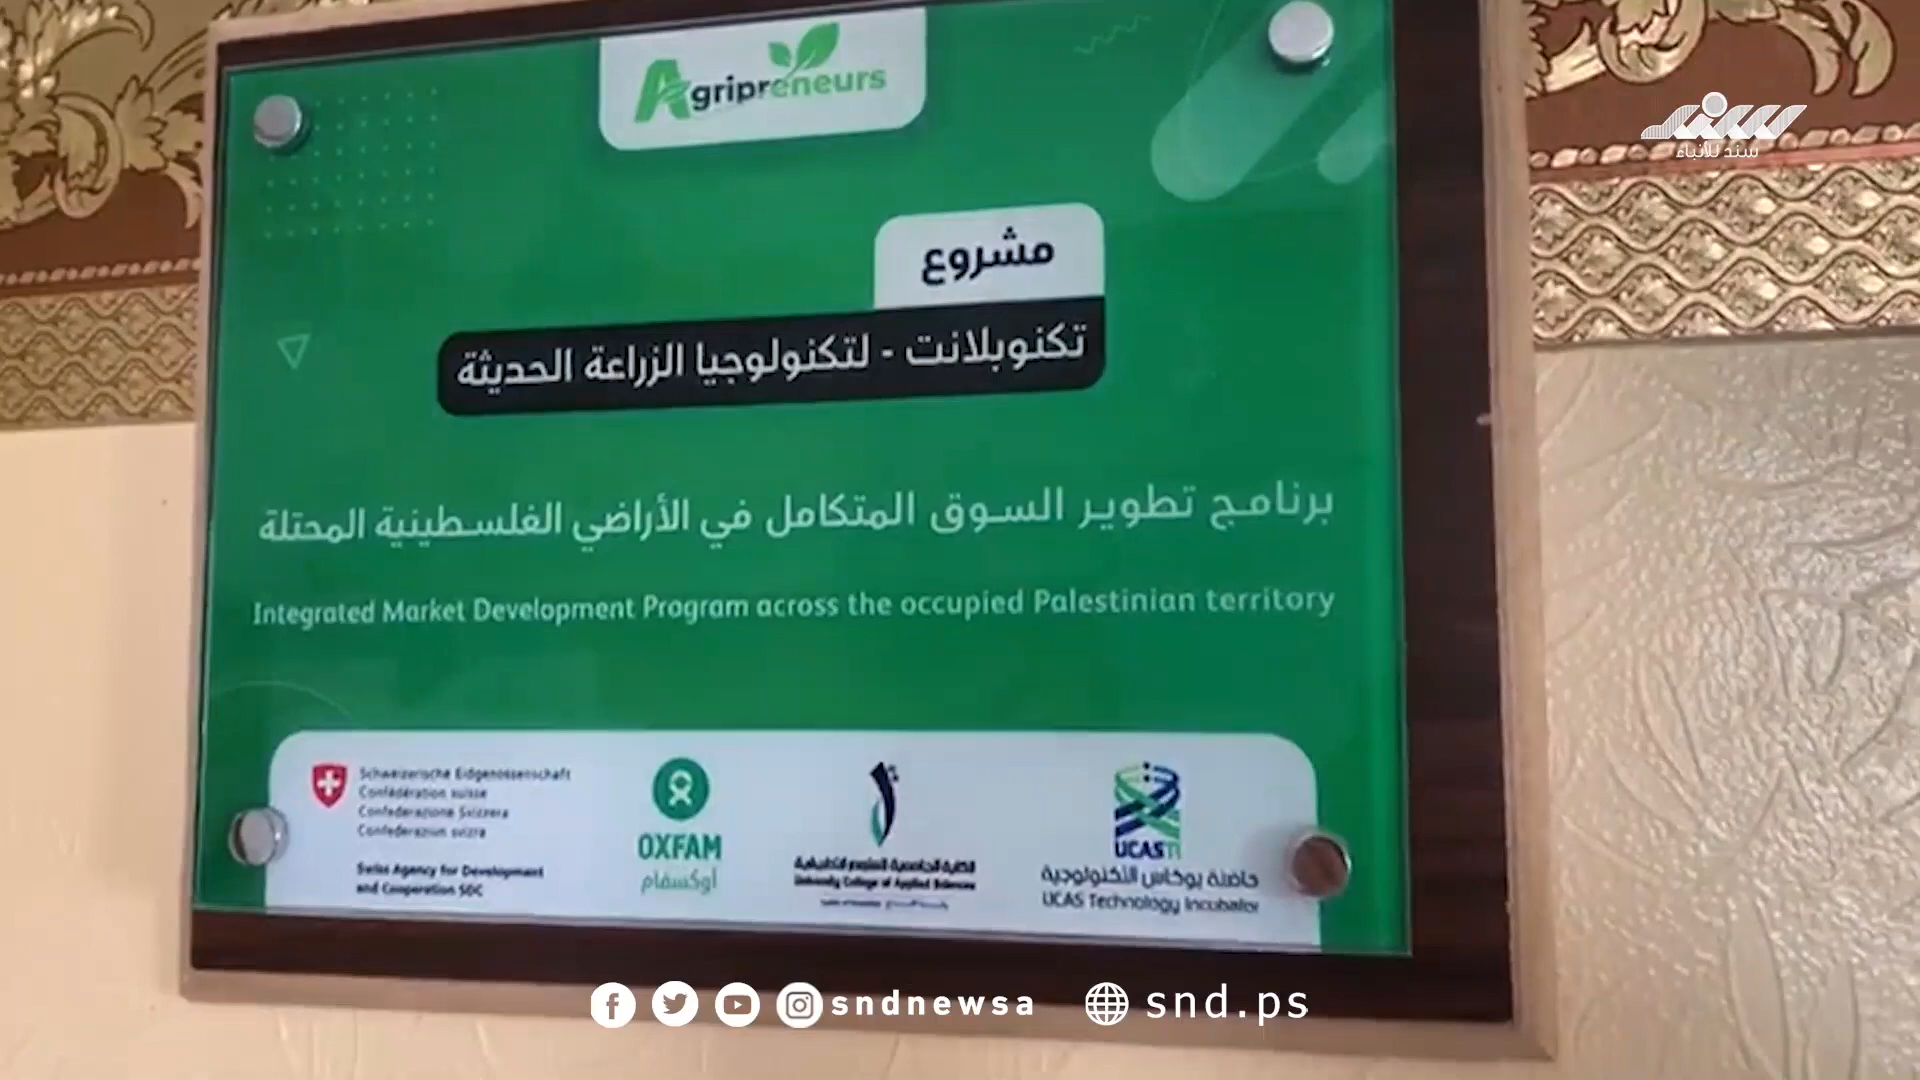 Agripreneurs
سند للأنباء
مشروع
تكنوبلانت - لتكنولوجيا الزراعة الحديثة
برنامج تطوير السوق المتكامل في الأراضي الفلسطينية المحتلة
Integrated Market Development Program across the occupied Palestinian territory
Schweizerische Eidgenossenschaft
Confédération suisse
Confederazione Svizzera
Confederaziun svizra
Swiss Agency for Development
and Cooperation SDC
OXFAM
أوكسفام
الكلية الجامعية للعلوم التطبيقية
University College of Applied Sciences
UCASTI
حاضنة يوكاس التكنولوجية
UCAS Technology Incubator
sndnewsa
snd.ps